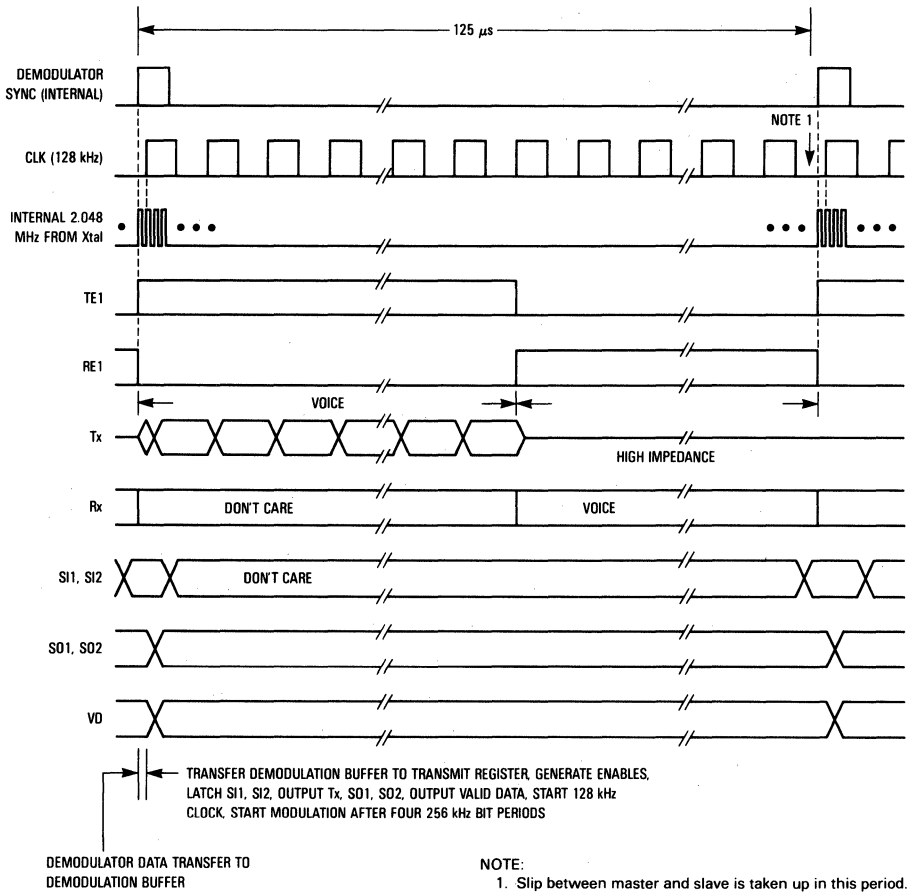 125 μs
DEMODULATOR
SYNC (INTERNAL)
NOTE 1
CLK (128 kHz)
INTERNAL 2.048
MHz FROM Xtal
TE1
RE1
VOICE
Tx
HIGH IMPEDANCE
Rx
DON'T CARE
VOICE
SI1, SI2
DON'T CARE
SO1, SO2
VD
TRANSFER DEMODULATION BUFFER TO TRANSMIT REGISTER, GENERATE ENABLES,
LATCH SI1, SI2, OUTPUT Tx, SO1, SO2, OUTPUT VALID DATA, START 128 kHz
CLOCK, START MODULATION AFTER FOUR 256 kHz BIT PERIODS
DEMODULATOR DATA TRANSFER TO
DEMODULATION BUFFER
NOTE:
1. Slip between master and slave is taken up in this period.